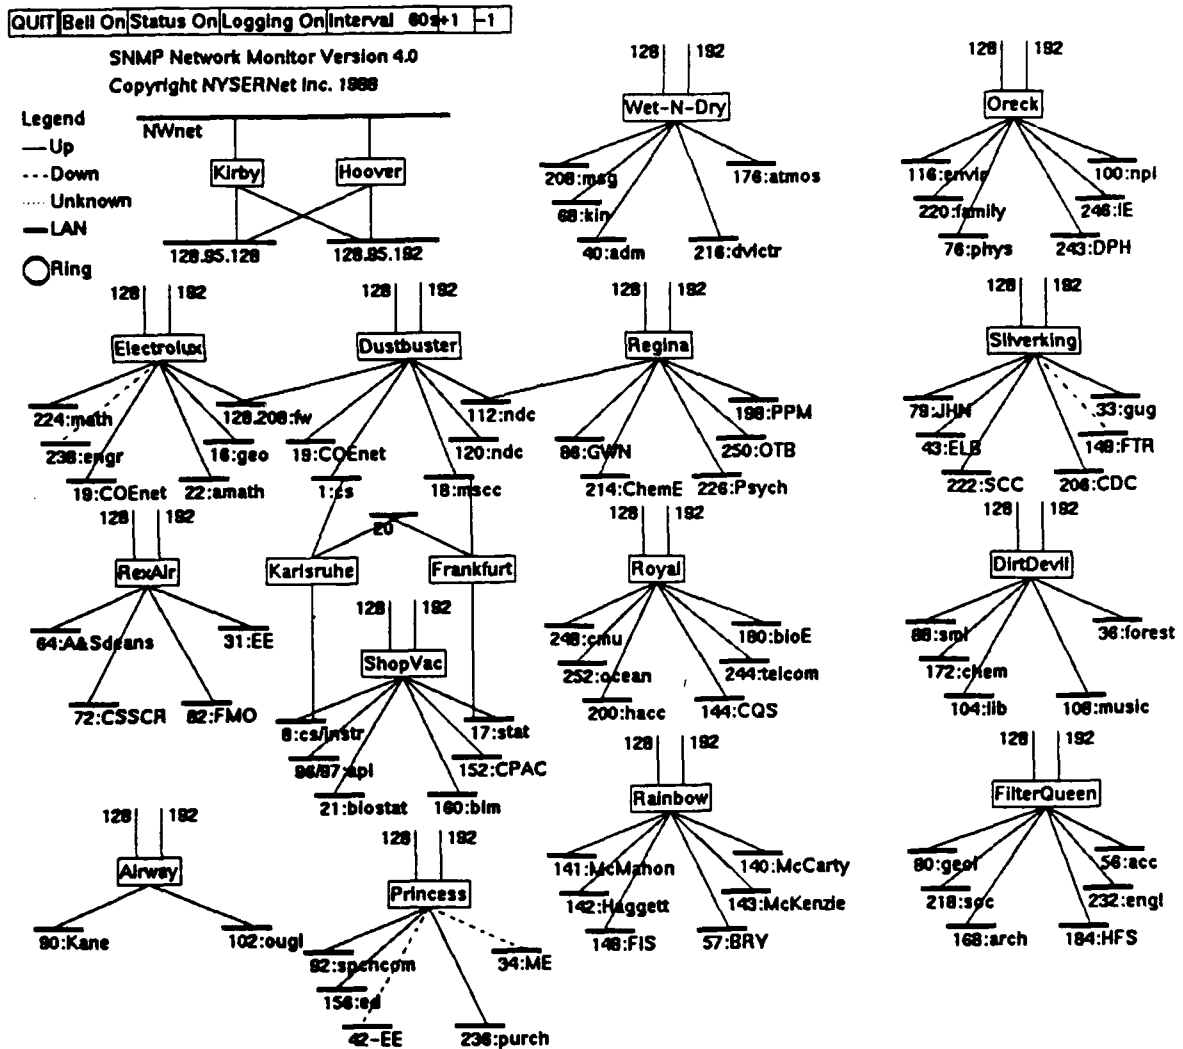 QUIT Bell On Status On Logging On Interval 60s +1 -1
SNMP Network Monitor Version 4.0
Copyright NYSERNet Inc. 1988
Legend
Up
Down
Unknown
LAN
Ring
NWnet
Kirby
Hoover
128.95.128
128.95.192
128 192
Wet-N-Dry
208:msg
176:atmos
68:kin
40:adm
216:dvlctr
128 192
Oreck
116:envir
100:npl
220:family
246:IE
76:phys
243:DPH
128 192
Electrolux
224:math
128.208:fw
238:engr
16:geo
19:COEnet
22:amath
128 192
Dustbuster
112:ndc
19:COEnet
120:ndc
1:cs
18:mscc
128 192
Regina
198:PPM
86:GWN
250:OTB
214:ChemE
226:Psych
128 192
Silverking
79:JHN
33:gug
43:ELB
149:FTR
222:SCC
206:CDC
128 192
RexAir
64:A&Sdeans
31:EE
72:CSSCR
82:FMO
20
Karlsruhe
Frankfurt
128 192
ShopVac
8:cs/instr
17:stat
96/97:apl
152:CPAC
21:biostat
160:blm
128 192
Royal
248:cmu
180:bioE
252:ocean
244:telcom
200:hacc
144:CQS
128 192
DirtDevil
88:sml
36:forest
172:chem
104:lib
108:music
128 192
Airway
90:Kane
102:ougl
128 192
Princess
92:spchcom
34:ME
156:ed
42-EE
236:purch
128 192
Rainbow
141:McMahon
140:McCarty
142:Haggett
143:McKenzie
148:FIS
57:BRY
128 192
FilterQueen
80:geol
56:acc
218:soc
232:engl
168:arch
184:HFS